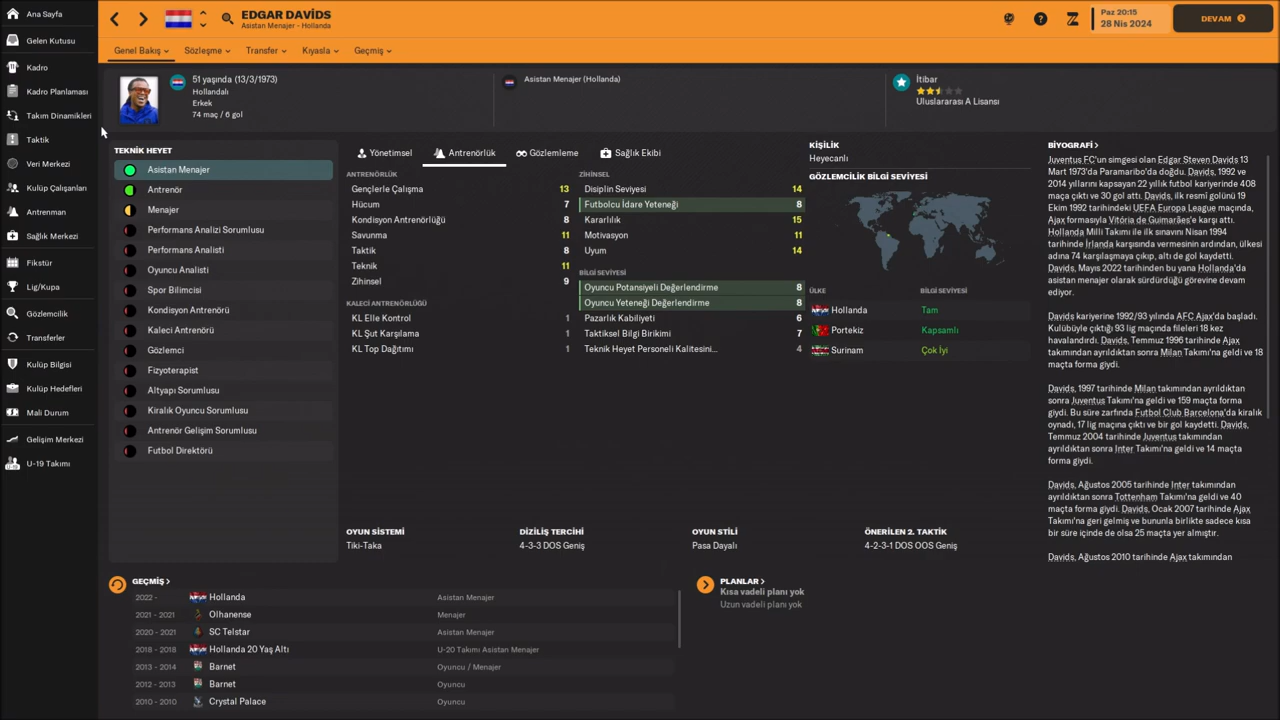 Ana Sayfa
Gelen Kutusu
Kadro
Kadro Planlaması
Takım Dinamikleri
Taktik
Veri Merkezi
Kulüp Çalışanları
Antrenman
Sağlık Merkezi
Fikstür
Lig/Kupa
Gözlemcilik
Transferler
Kulüp Bilgisi
Kulüp Hedefleri
Mali Durum
Gelişim Merkezi
U-19 Takımı
EDGAR DAVİDS
Asistan Menajer - Hollanda
Paz 20:15
28 Nis 2024
DEVAM
Genel Bakış
Sözleşme
Transfer
Kıyasla
Geçmiş
51 yaşında (13/3/1973)
Hollandalı
Erkek
74 maç / 6 gol
Asistan Menajer (Hollanda)
İtibar
Uluslararası A Lisansı
TEKNİK HEYET
Asistan Menajer
Antrenör
Menajer
Performans Analizi Sorumlusu
Performans Analisti
Oyuncu Analisti
Spor Bilimcisi
Kondisyon Antrenörü
Kaleci Antrenörü
Gözlemci
Fizyoterapist
Altyapı Sorumlusu
Kiralık Oyuncu Sorumlusu
Antrenör Gelişim Sorumlusu
Futbol Direktörü
Yönetimsel
Antrenörlük
Gözlemleme
Sağlık Ekibi
ANTRENÖRLÜK
Gençlerle Çalışma 13
Hücum 7
Kondisyon Antrenörlüğü 8
Savunma 11
Taktik 8
Teknik 11
Zihinsel 9
KALECİ ANTRENÖRLÜĞÜ
KL Elle Kontrol 1
KL Şut Karşılama 1
KL Top Dağıtımı 1
ZİHİNSEL
Disiplin Seviyesi 14
Futbolcu İdare Yeteneği 8
Kararlılık 15
Motivasyon 11
Uyum 14
BİLGİ SEVİYESİ
Oyuncu Potansiyeli Değerlendirme 8
Oyuncu Yeteneği Değerlendirme 8
Pazarlık Kabiliyeti 6
Taktiksel Bilgi Birikimi 7
Teknik Heyet Personeli Kalitesini... 4
KİŞİLİK
Heyecanlı
GÖZLEMCİLİK BİLGİ SEVİYESİ
ÜLKE BİLGİ SEVİYESİ
Hollanda Tam
Portekiz Kapsamlı
Surinam Çok İyi
BİYOGRAFİ
Juventus FC'un simgesi olan Edgar Steven Davids 13
Mart 1973'da Paramaribo'da doğdu. Davids, 1992 ve
2014 yıllarını kapsayan 22 yıllık futbol kariyerinde 408
maça çıktı ve 30 gol attı. Davids, ilk resmî golünü 19
Ekim 1992 tarihindeki UEFA Europa League maçında,
Ajax formasıyla Vitória de Guimarães'e karşı attı.
Hollanda Milli Takımı ile ilk sınavını Nisan 1994
tarihinde İrlanda karşısında vermesinin ardından, ülkesi
adına 74 karşılaşmaya çıkıp, altı de gol kaydetti.
Davids, Mayıs 2022 tarihinden bu yana Hollanda'da
asistan menajer olarak sürdürdüğü görevine devam
ediyor.
Davids kariyerine 1992/93 yılında AFC Ajax'da başladı.
Kulübüyle çıktığı 93 lig maçında fileleri 18 kez
havalandırdı. Davids, Temmuz 1996 tarihinde Ajax
takımından ayrıldıktan sonra Milan Takımı'na geldi ve 18
maçta forma giydi.
Davids, 1997 tarihinde Milan takımından ayrıldıktan
sonra Juventus Takımı'na geldi ve 159 maçta forma
giydi. Bu süre zarfında Futbol Club Barcelona'da kiralık
oynadı, 17 lig maçına çıktı ve bir gol kaydetti. Davids,
Temmuz 2004 tarihinde Juventus takımından
ayrıldıktan sonra Inter Takımı'na geldi ve 14 maçta
forma giydi.
Davids, Ağustos 2005 tarihinde Inter takımından
ayrıldıktan sonra Tottenham Takımı'na geldi ve 40
maçta forma giydi. Davids, Ocak 2007 tarihinde Ajax
Takımı'na geri gelmiş ve bununla birlikte sadece kısa
bir süre içinde de olsa 25 maçta yer almıştır.
Davids, Ağustos 2010 tarihinde Ajax takımından
OYUN SİSTEMİ
Tiki-Taka
DİZİLİŞ TERCİHİ
4-3-3 DOS Geniş
OYUN STİLİ
Pasa Dayalı
ÖNERİLEN 2. TAKTİK
4-2-3-1 DOS OOS Geniş
GEÇMİŞ
2022 - Hollanda Asistan Menajer
2021 - 2021 Olhanense Menajer
2020 - 2021 SC Telstar Asistan Menajer
2018 - 2018 Hollanda 20 Yaş Altı U-20 Takımı Asistan Menajer
2013 - 2014 Barnet Oyuncu / Menajer
2012 - 2013 Barnet Oyuncu
2010 - 2010 Crystal Palace Oyuncu
PLANLAR
Kısa vadeli planı yok
Uzun vadeli planı yok